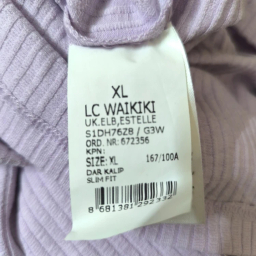 XL
LC WAIKIKI
UK,ELB,ESTELLE
S1DH76Z8 / G3W
ORD. NR: 672356
KPN:
SIZE: XL 167/100A
DAR KALIP
SLIM FIT
8 681381 292332